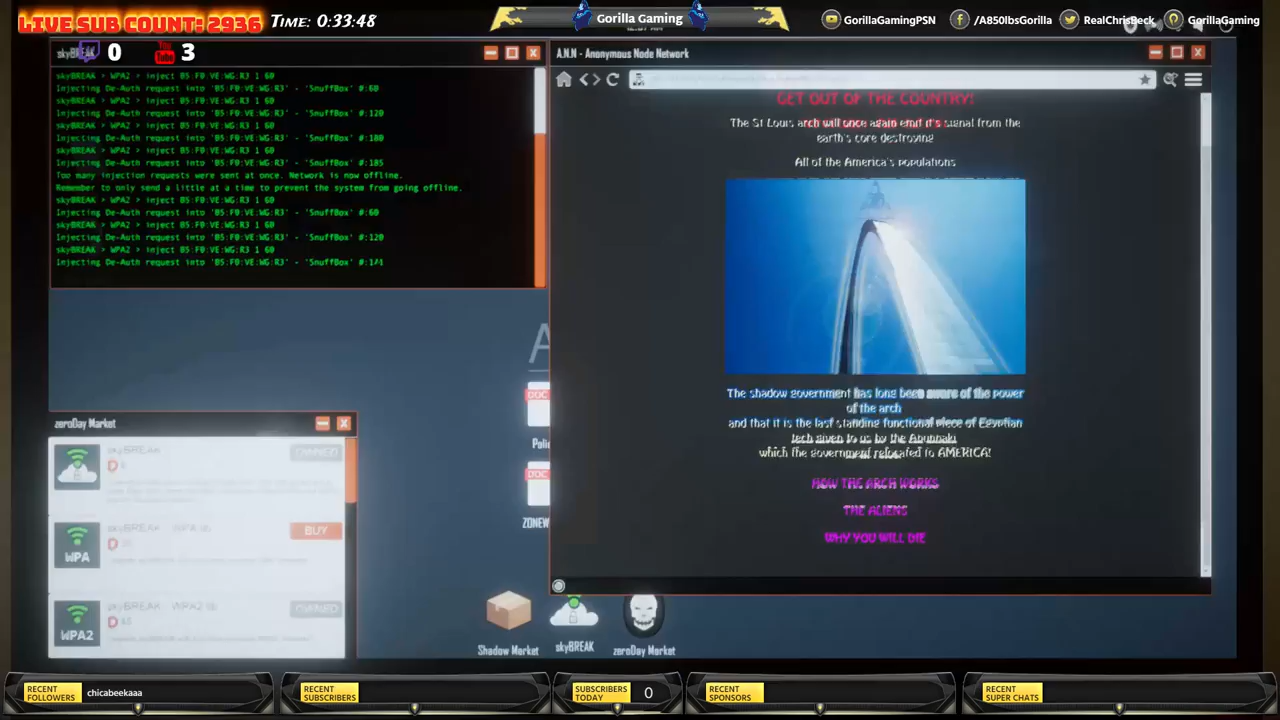 LIVE SUB COUNT: 2936
TIME: 0:33:48
Gorilla Gaming
GorillaGamingPSN
/A850lbsGorilla
RealChrisBeck
GorillaGaming
skyBREAK
0
You Tube
3
skyBREAK > WPA2 > inject B5:F0:VE:WG:R3 1 60
Injecting De-Auth request into 'B5:F0:VE:WG:R3' - 'SnuffBox' #:60
skyBREAK > WPA2 > inject B5:F0:VE:WG:R3 1 60
Injecting De-Auth request into 'B5:F0:VE:WG:R3' - 'SnuffBox' #:120
skyBREAK > WPA2 > inject B5:F0:VE:WG:R3 1 60
Injecting De-Auth request into 'B5:F0:VE:WG:R3' - 'SnuffBox' #:180
skyBREAK > WPA2 > inject B5:F0:VE:WG:R3 1 60
Injecting De-Auth request into 'B5:F0:VE:WG:R3' - 'SnuffBox' #:185
Too many injection requests were sent at once. Network is now offline.
Remember to only send a little at a time to prevent the system from going offline.
skyBREAK > WPA2 > inject B5:F0:VE:WG:R3 1 60
Injecting De-Auth request into 'B5:F0:VE:WG:R3' - 'SnuffBox' #:60
skyBREAK > WPA2 > inject B5:F0:VE:WG:R3 1 60
Injecting De-Auth request into 'B5:F0:VE:WG:R3' - 'SnuffBox' #:120
skyBREAK > WPA2 > inject B5:F0:VE:WG:R3 1 60
Injecting De-Auth request into 'B5:F0:VE:WG:R3' - 'SnuffBox'
A.N.N - Anonymous Node Network
GET OUT OF THE COUNTRY!
The St Louis arch will once again emit it's signal from the
earth's core destroying
All of the America's populations
The shadow government has long been aware of the power
of the arch
and that it is the last standing functional piece of Egyptian
tech given to us by the Anunnaki
which the government relocated to AMERICA!
HOW THE ARCH WORKS
THE ALIENS
WHY YOU WILL DIE
zeroDay Market
skyBREAK
OWNED
WPA
skyBREAK - WPA
BUY
WPA2
skyBREAK - WPA2
OWNED
DOC
DOC
Shadow Market
skyBREAK
zeroDay Market
RECENT
FOLLOWERS
chicabeekaaa
RECENT
SUBSCRIBERS
SUBSCRIBERS
TODAY
0
RECENT
SPONSORS
RECENT
SUPER CHATS